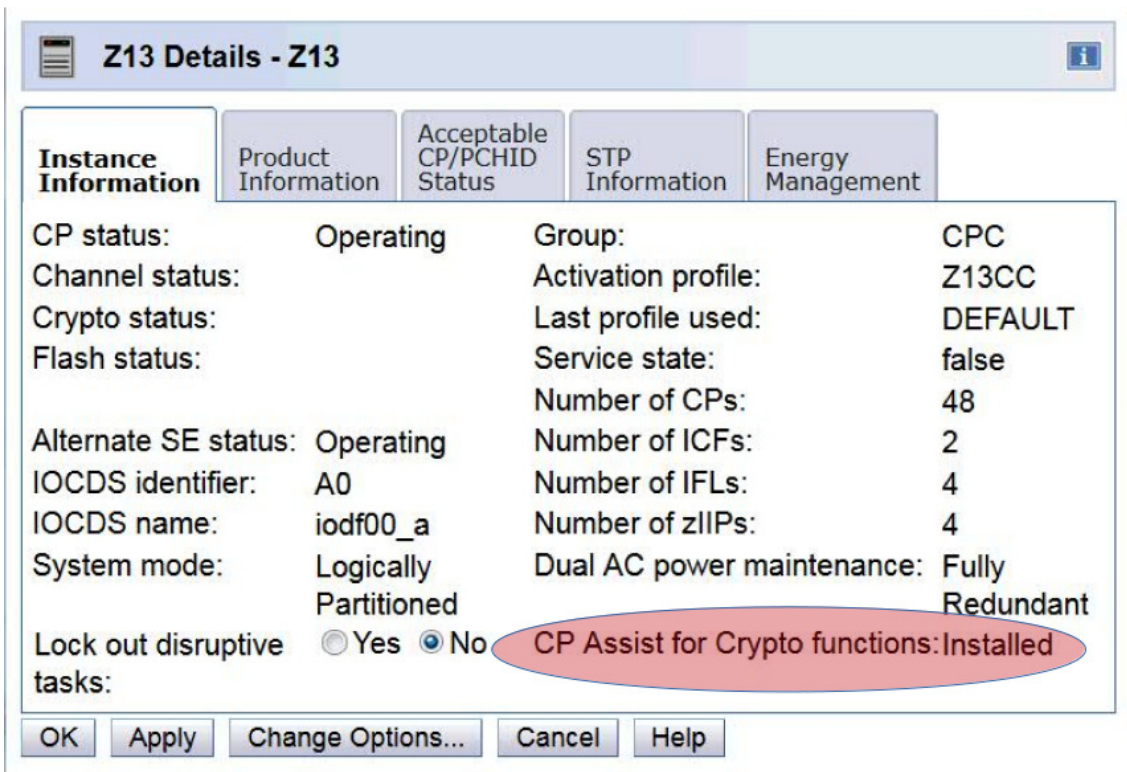 Z13 Details - Z13
i
Instance
Information
Product
Information
Acceptable
CP/PCHID
Status
STP
Information
Energy
Management
CP status: Operating Group: CPC
Channel status: Activation profile: Z13CC
Crypto status: Last profile used: DEFAULT
Flash status: Service state: false
Number of CPs: 48
Alternate SE status: Operating Number of ICFs: 2
IOCDS identifier: A0 Number of IFLs: 4
IOCDS name: iodf00_a Number of zIIPs: 4
System mode: Logically Dual AC power maintenance: Fully
Partitioned Redundant
Lock out disruptive Yes No CP Assist for Crypto functions: Installed
tasks:
OK Apply Change Options... Cancel Help